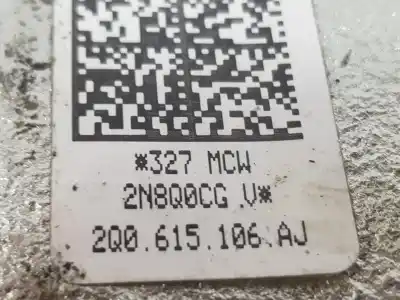 *327 MCW
2N8Q0CG V*
2Q0.615.106 AJ